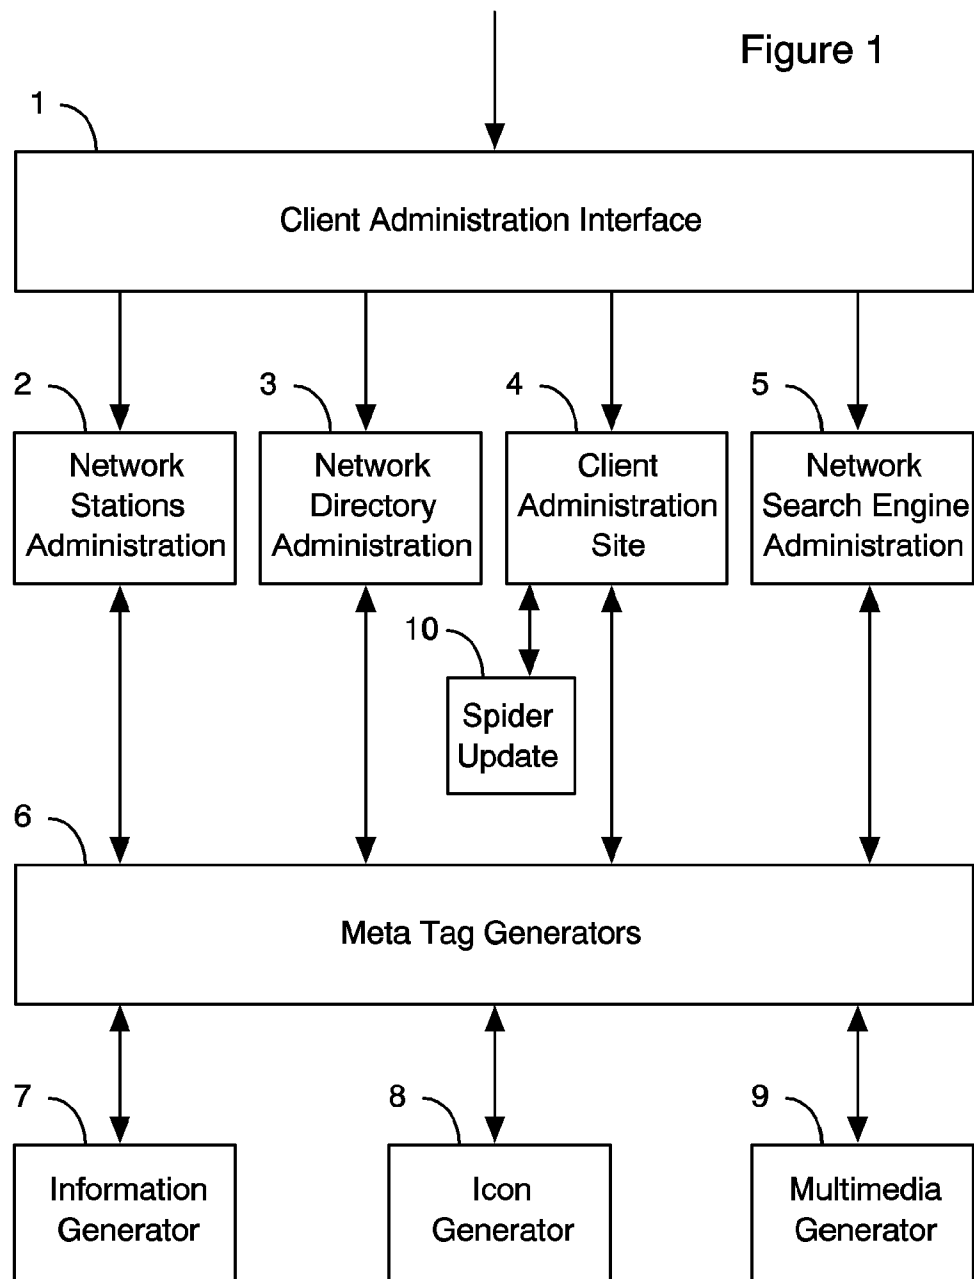 Figure 1
1
Client Administration Interface
2
3
4
5
Network
Stations
Administration
Network
Directory
Administration
Client
Administration
Site
Network
Search Engine
Administration
10
Spider
Update
6
Meta Tag Generators
7
8
9
Information
Generator
Icon
Generator
Multimedia
Generator